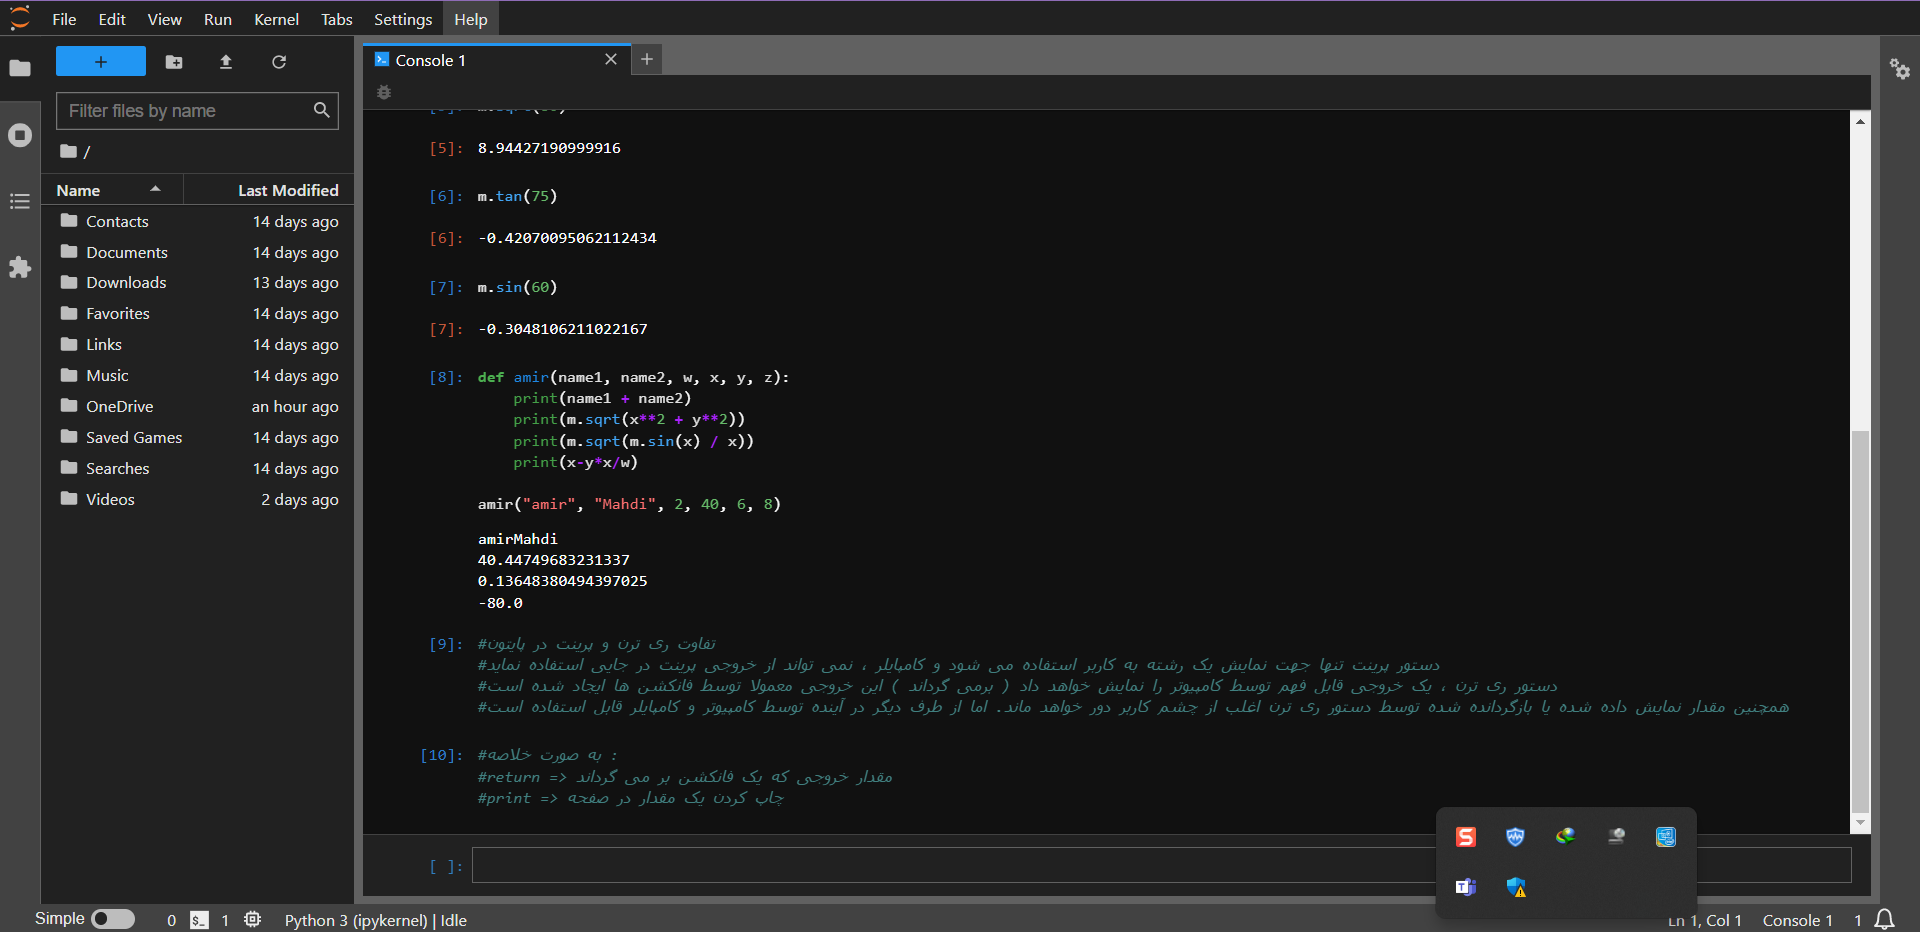 File Edit View Run Kernel Tabs Settings Help
Filter files by name
/
Name Last Modified
Contacts 14 days ago
Documents 14 days ago
Downloads 13 days ago
Favorites 14 days ago
Links 14 days ago
Music 14 days ago
OneDrive an hour ago
Saved Games 14 days ago
Searches 14 days ago
Videos 2 days ago
Console 1
[5]: 8.94427190999916
[6]: m.tan(75)
[6]: -0.42070095062112434
[7]: m.sin(60)
[7]: -0.3048106211022167
[8]: def amir(name1, name2, w, x, y, z):
print(name1 + name2)
print(m.sqrt(x**2 + y**2))
print(m.sqrt(m.sin(x) / x))
print(x-y*x/w)
amir("amir", "Mahdi", 2, 40, 6, 8)
amirMahdi
40.44749683231337
0.13648380494397025
-80.0
[9]: #تفاوت ری ترن و پرینت در پایتون
#دستور پرینت تنها جهت نمایش یک رشته به کاربر استفاده می شود و کامپایلر ، نمی تواند از خروجی پرینت در جایی استفاده نماید
#دستور ری ترن ، یک خروجی قابل فهم توسط کامپیوتر را نمایش خواهد داد ( برمی گرداند ) این خروجی معمولا توسط فانکشن ها ایجاد شده است
#همچنین مقدار نمایش داده شده یا بازگردانده شده توسط دستور ری ترن اغلب از چشم کاربر دور خواهد ماند. اما از طرف دیگر در آینده توسط کامپیوتر و کامپایلر قابل استفاده است
[10]: #به صورت خلاصه :
#return => مقدار خروجی که یک فانکشن بر می گرداند
#print => چاپ کردن یک مقدار در صفحه
[ ]:
Simple 0 1 Python 3 (ipykernel) | Idle Ln 1, Col 1 Console 1 1